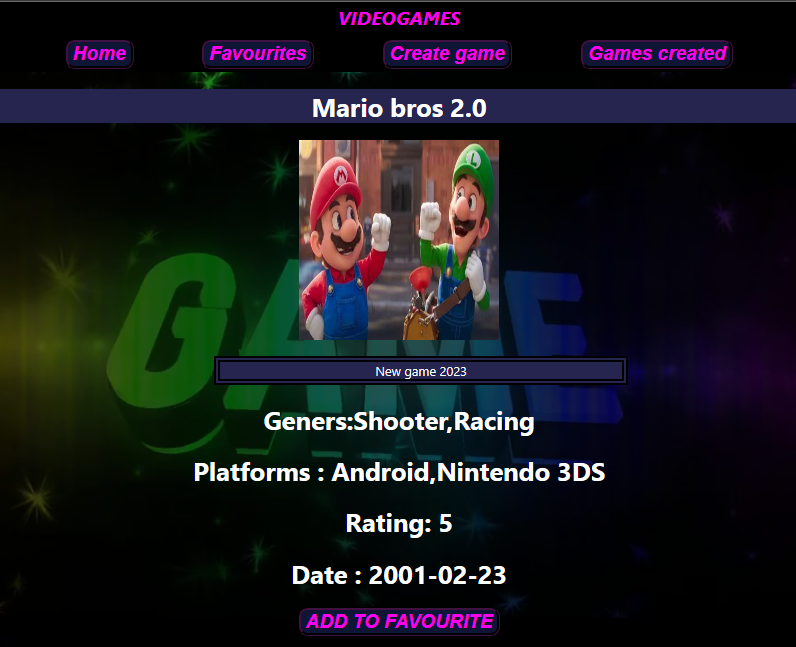 VIDEOGAMES
Home Favourites Create game Games created
Mario bros 2.0
M L
GAME
New game 2023
Geners:Shooter,Racing
Platforms : Android,Nintendo 3DS
Rating: 5
Date : 2001-02-23
ADD TO FAVOURITE